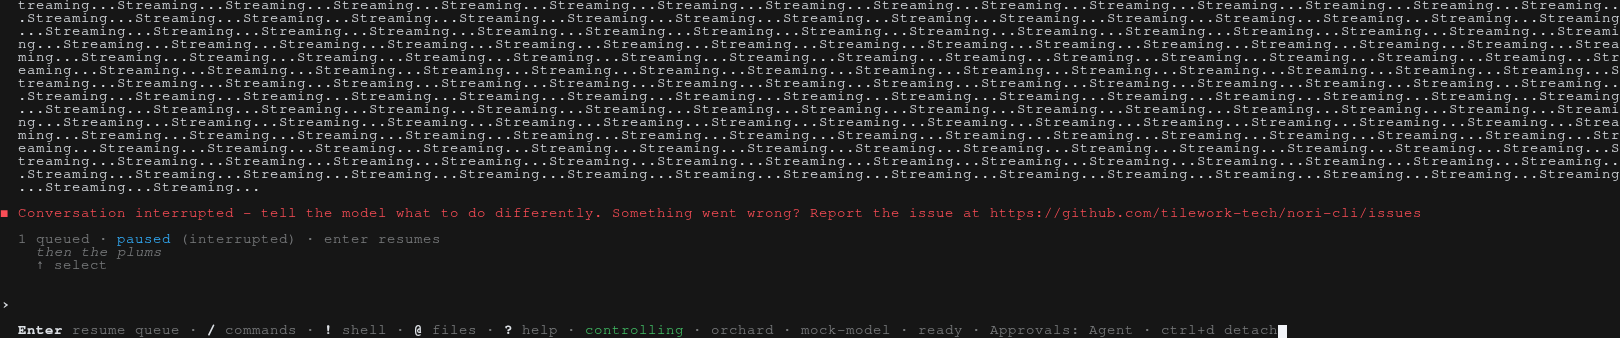 treaming...Streaming...Streaming...Streaming...Streaming...Streaming...Streaming...Streaming...Streaming...Streaming...Streaming...Streaming...Streaming...Streaming...Streaming..
.Streaming...Streaming...Streaming...Streaming...Streaming...Streaming...Streaming...Streaming...Streaming...Streaming...Streaming...Streaming...Streaming...Streaming...Streaming
...Streaming...Streaming...Streaming...Streaming...Streaming...Streaming...Streaming...Streaming...Streaming...Streaming...Streaming...Streaming...Streaming...Streaming...Streami
ng...Streaming...Streaming...Streaming...Streaming...Streaming...Streaming...Streaming...Streaming...Streaming...Streaming...Streaming...Streaming...Streaming...Streaming...Strea
ming...Streaming...Streaming...Streaming...Streaming...Streaming...Streaming...Streaming...Streaming...Streaming...Streaming...Streaming...Streaming...Streaming...Streaming...Str
eaming...Streaming...Streaming...Streaming...Streaming...Streaming...Streaming...Streaming...Streaming...Streaming...Streaming...Streaming...Streaming...Streaming...Streaming...S
treaming...Streaming...Streaming...Streaming...Streaming...Streaming...Streaming...Streaming...Streaming...Streaming...Streaming...Streaming...Streaming...Streaming...Streaming..
.Streaming...Streaming...Streaming...Streaming...Streaming...Streaming...Streaming...Streaming...Streaming...Streaming...Streaming...Streaming...Streaming...Streaming...Streaming
...Streaming...Streaming...Streaming...Streaming...Streaming...Streaming...Streaming...Streaming...Streaming...Streaming...Streaming...Streaming...Streaming...Streaming...Streami
ng...Streaming...Streaming...Streaming...Streaming...Streaming...Streaming...Streaming...Streaming...Streaming...Streaming...Streaming...Streaming...Streaming...Streaming...Strea
ming...Streaming...Streaming...Streaming...Streaming...Streaming...Streaming...Streaming...Streaming...Streaming...Streaming...Streaming...Streaming...Streaming...Streaming...Str
eaming...Streaming...Streaming...Streaming...Streaming...Streaming...Streaming...Streaming...Streaming...Streaming...Streaming...Streaming...Streaming...Streaming...Streaming...S
treaming...Streaming...Streaming...Streaming...Streaming...Streaming...Streaming...Streaming...Streaming...Streaming...Streaming...Streaming...Streaming...Streaming...Streaming..
.Streaming...Streaming...Streaming...Streaming...Streaming...Streaming...Streaming...Streaming...Streaming...Streaming...Streaming...Streaming...Streaming...Streaming...Streaming
...Streaming...Streaming...
■ Conversation interrupted - tell the model what to do differently. Something went wrong? Report the issue at https://github.com/tilework-tech/nori-cli/issues
1 queued · paused (interrupted) · enter resumes
then the plums
↑ select
›
Enter resume queue · / commands · ! shell · @ files · ? help · controlling · orchard · mock-model · ready · Approvals: Agent · ctrl+d detach